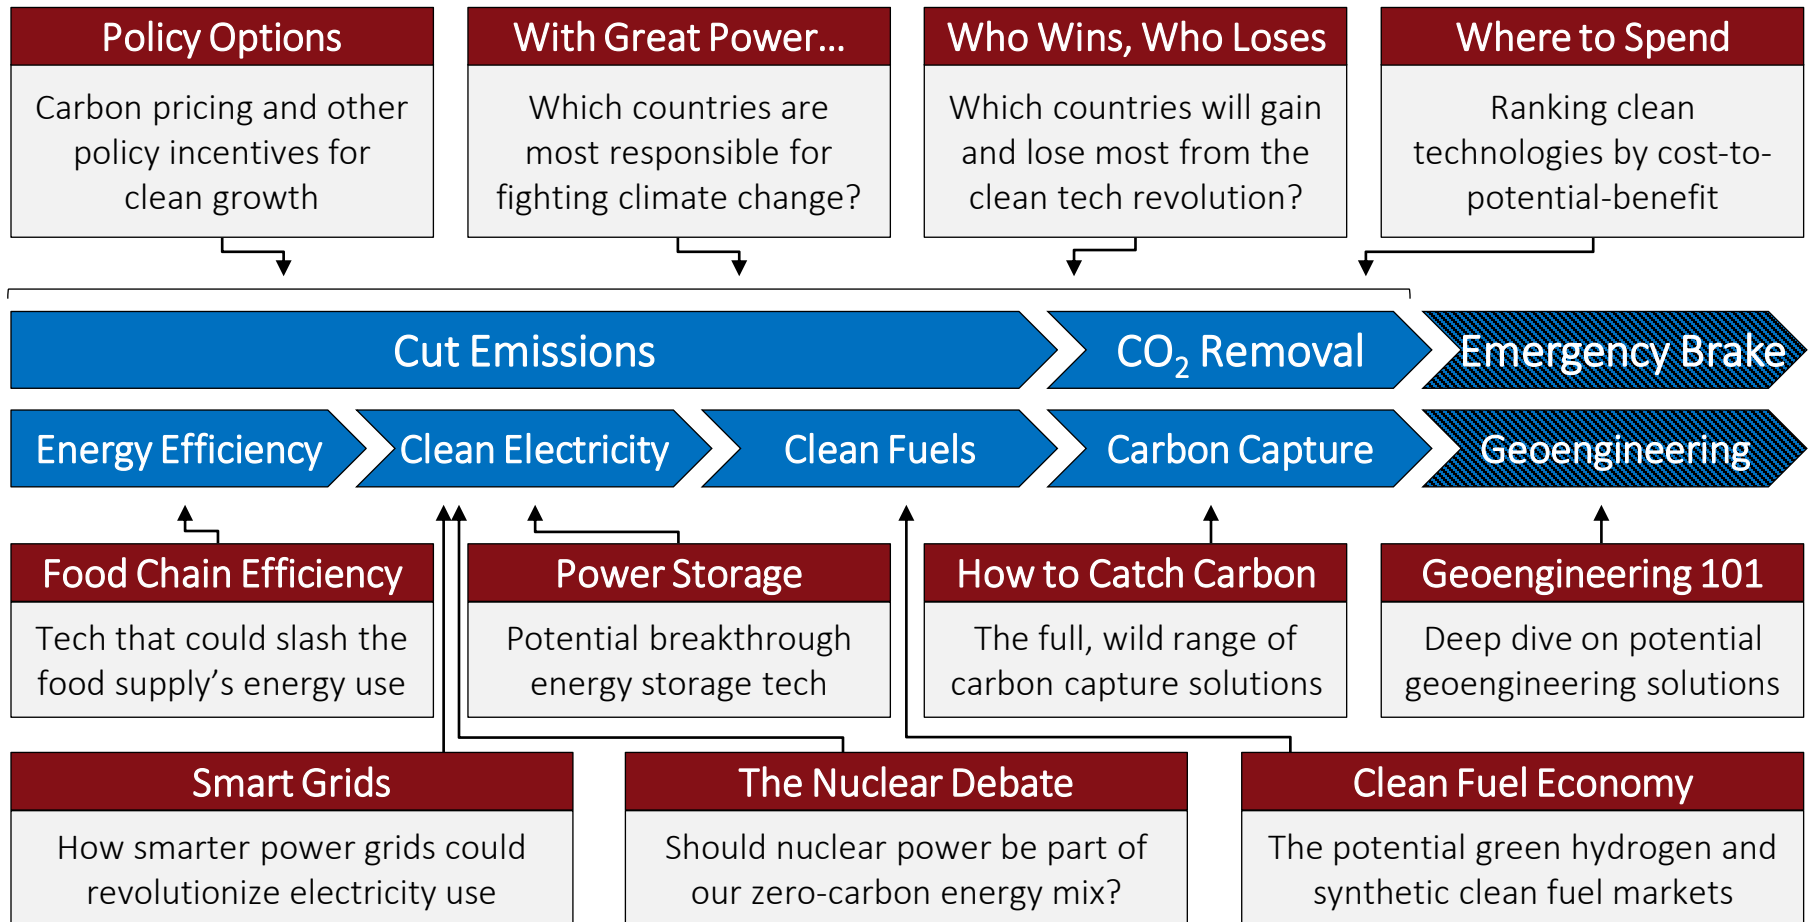 Policy Options
Carbon pricing and other
policy incentives for
clean growth
With Great Power...
Which countries are
most responsible for
fighting climate change?
Who Wins, Who Loses
Which countries will gain
and lose most from the
clean tech revolution?
Where to Spend
Ranking clean
technologies by cost-to-
potential-benefit
Cut Emissions
CO₂ Removal
Emergency Brake
Energy Efficiency
Clean Electricity
Clean Fuels
Carbon Capture
Geoengineering
Food Chain Efficiency
Tech that could slash the
food supply’s energy use
Power Storage
Potential breakthrough
energy storage tech
How to Catch Carbon
The full, wild range of
carbon capture solutions
Geoengineering 101
Deep dive on potential
geoengineering solutions
Smart Grids
How smarter power grids could
revolutionize electricity use
The Nuclear Debate
Should nuclear power be part of
our zero-carbon energy mix?
Clean Fuel Economy
The potential green hydrogen and
synthetic clean fuel markets